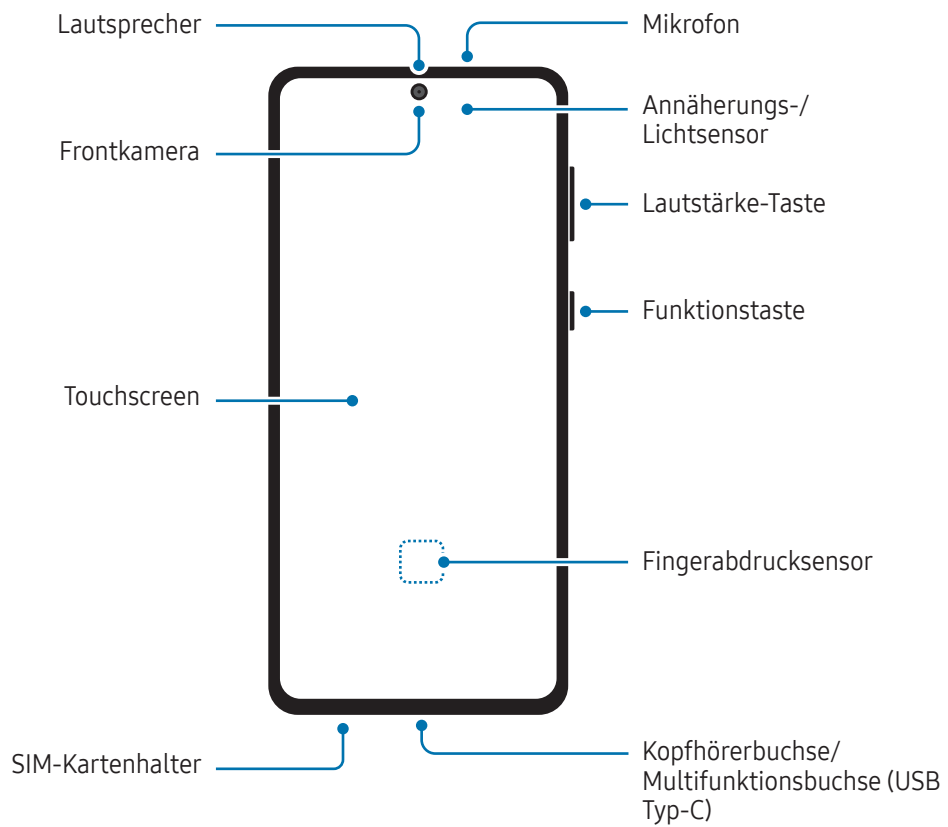 Lautsprecher
Mikrofon
Annäherungs-/
Lichtsensor
Frontkamera
Lautstärke-Taste
Funktionstaste
Touchscreen
Fingerabdrucksensor
SIM-Kartenhalter
Kopfhörerbuchse/
Multifunktionsbuchse (USB
Typ-C)